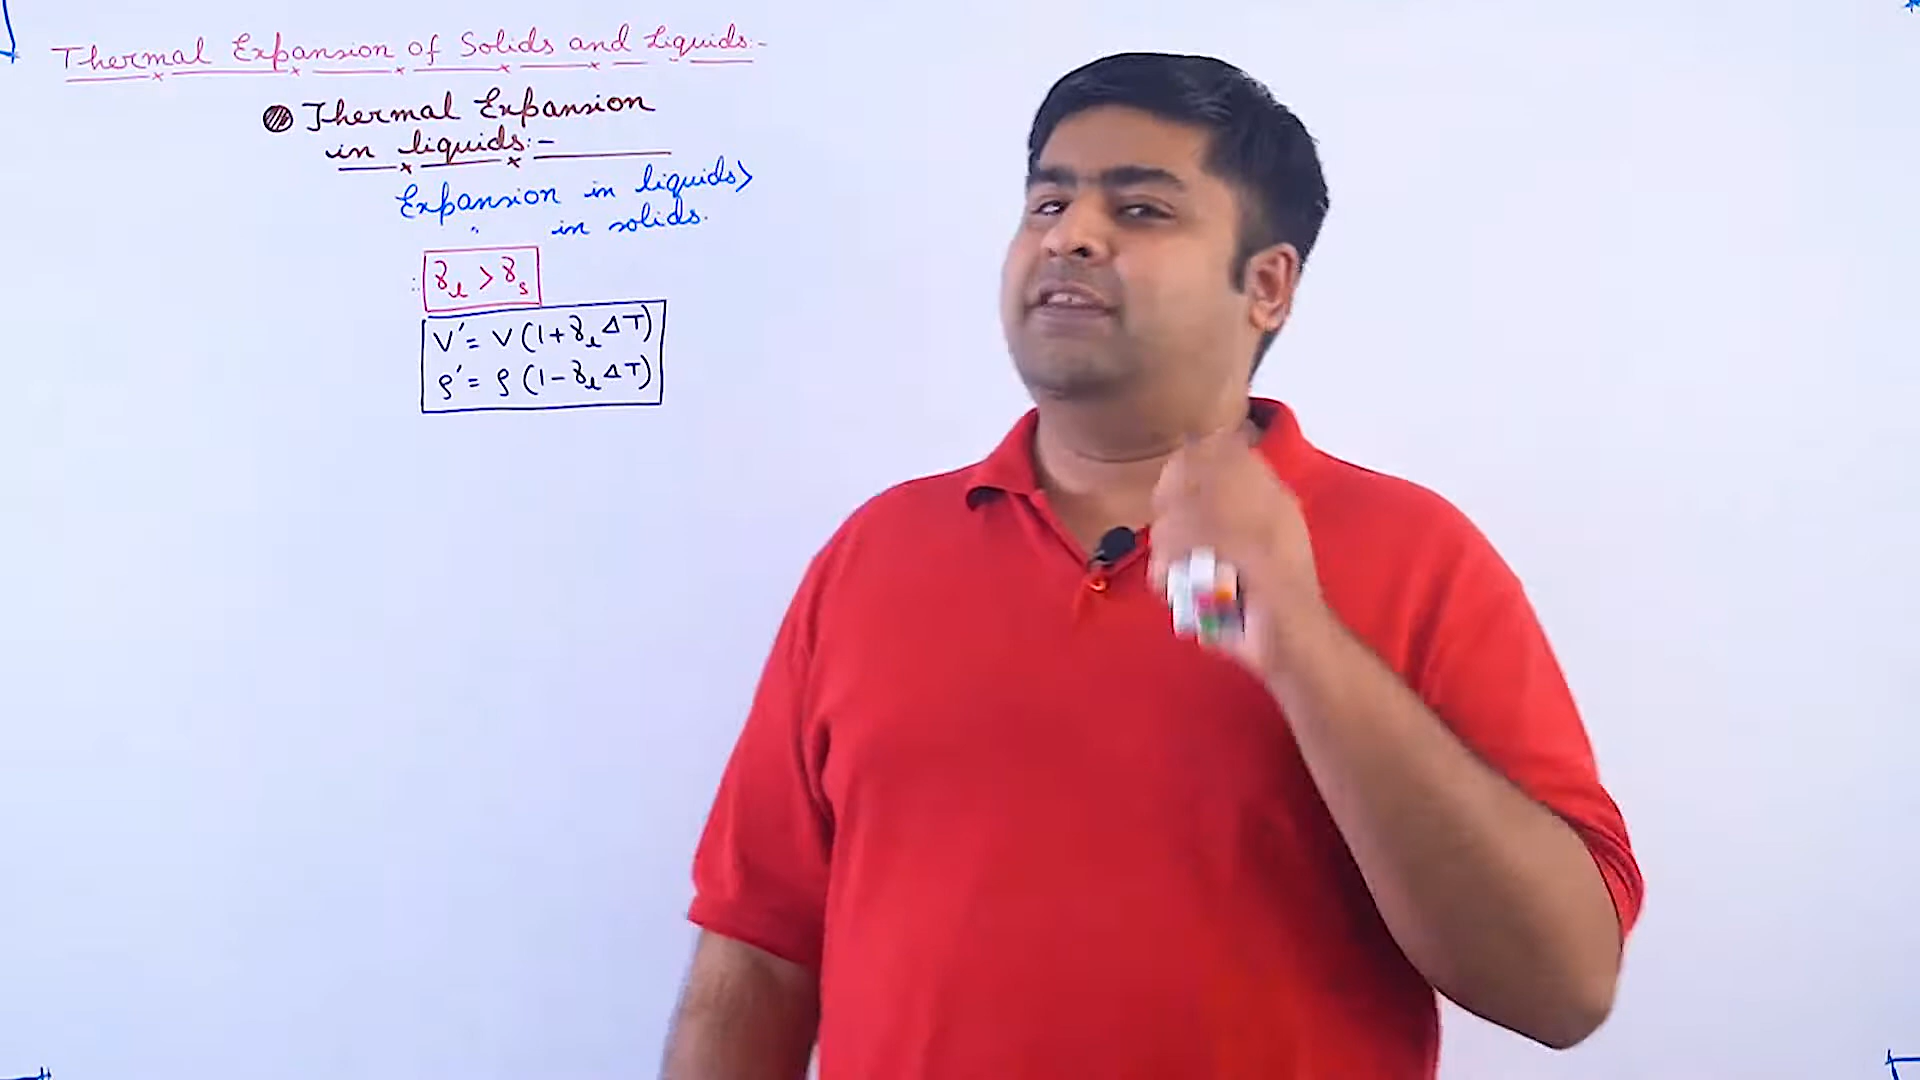 Thermal Expansion of Solids and Liquids:-
Thermal Expansion
in liquids:-
Expansion in liquids>
" in solids.
∴ γₗ > γₛ
V' = V(1+γₗΔT)
ρ' = ρ(1-γₗΔT)